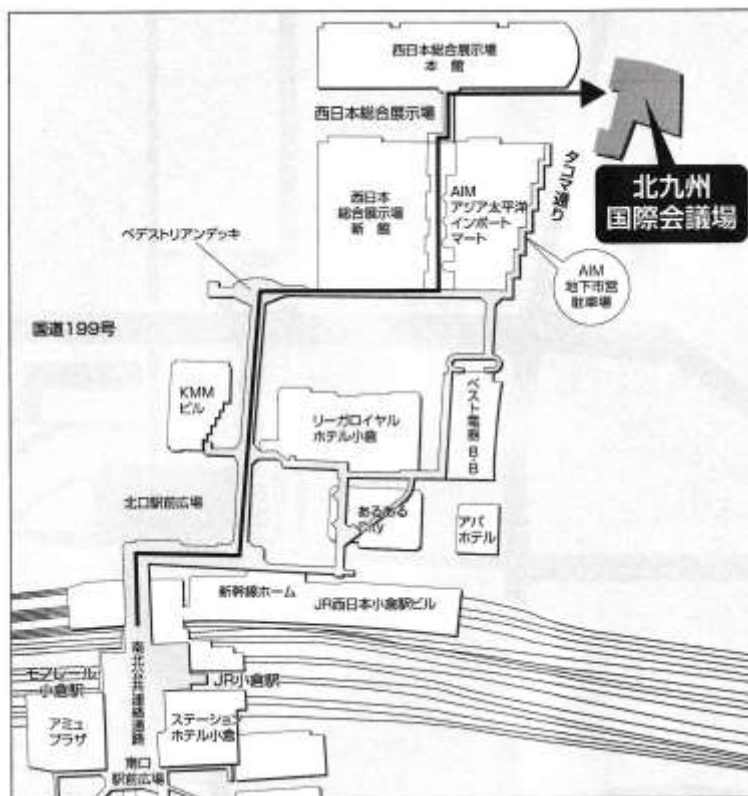 西日本総合展示場
本 館
西日本総合展示場
タコマ通り
北九州
国際会議場
西日本
総合展示場
新 館
AIM
アジア太平洋
インポート
マート
ペデストリアンデッキ
AIM
地下市営
駐車場
国道199号
KMM
ビル
リーガロイヤル
ホテル小倉
ベスト電器 B・B
北口駅前広場
あるある
City
アパ
ホテル
新幹線ホーム
JR西日本小倉駅ビル
南北公共連絡通路
モノレール
小倉駅
JR小倉駅
アミュ
プラザ
ステーション
ホテル小倉
南口
駅前広場